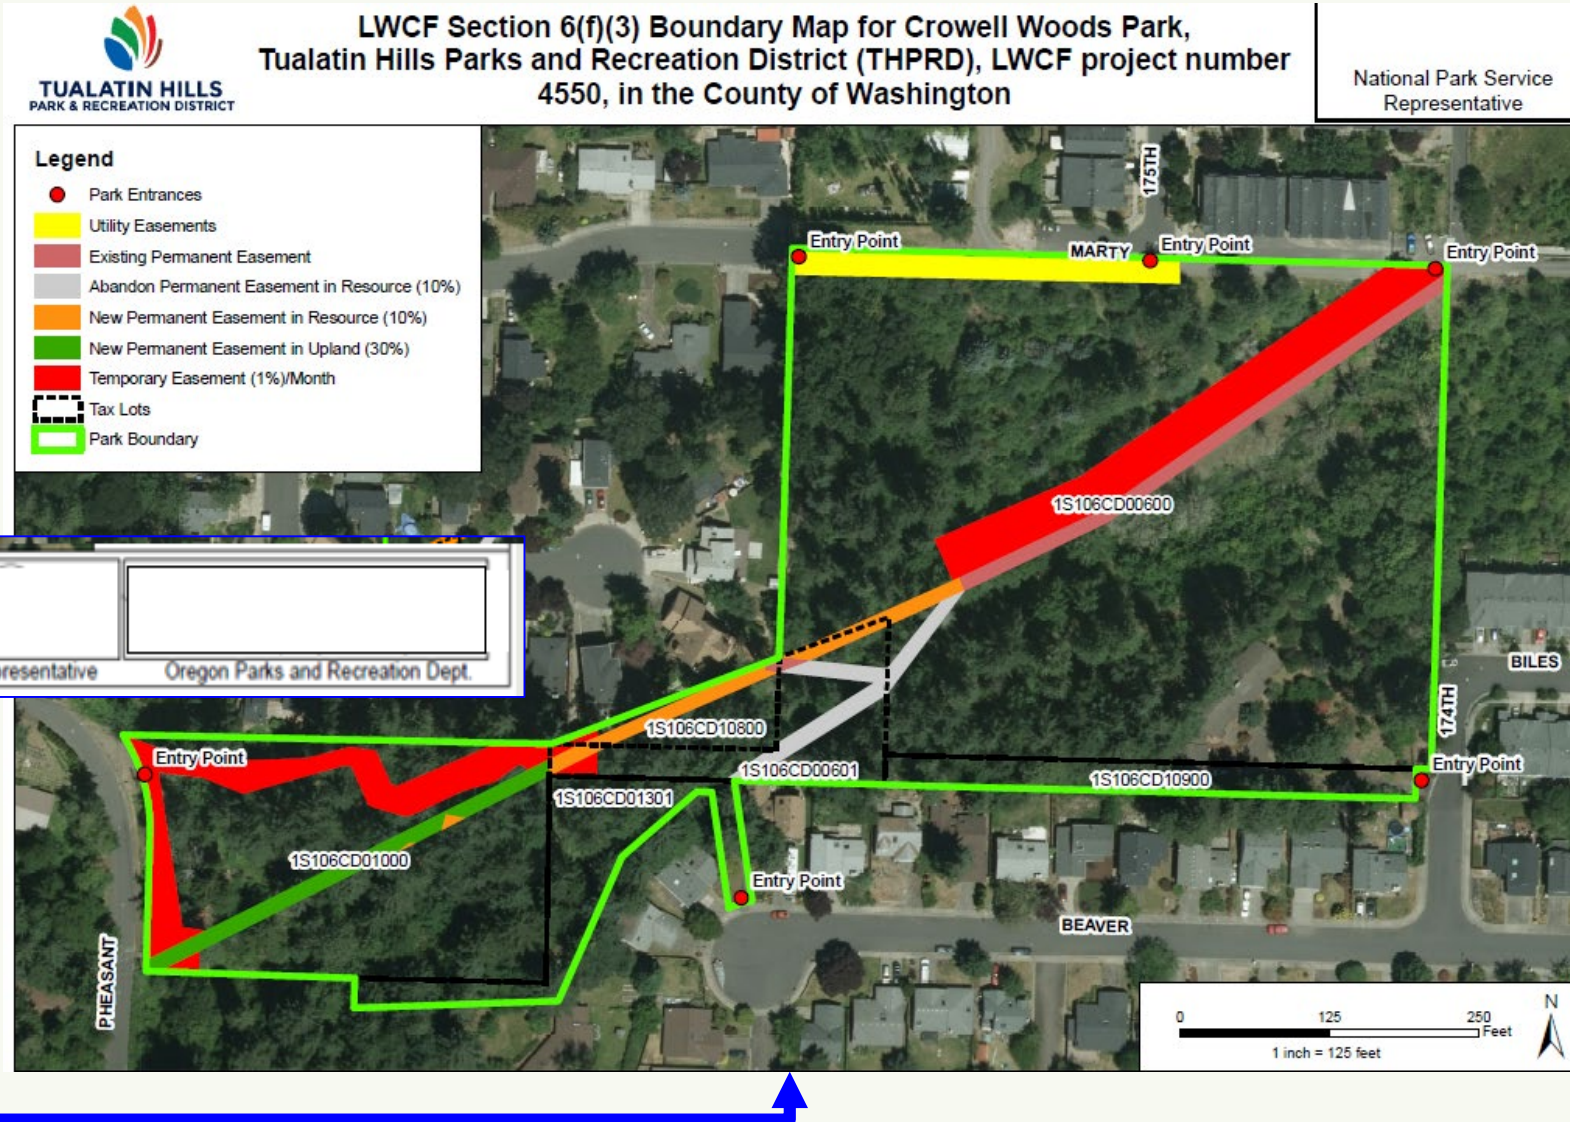 TUALATIN HILLS
PARK & RECREATION DISTRICT
LWCF Section 6(f)(3) Boundary Map for Crowell Woods Park,
Tualatin Hills Parks and Recreation District (THPRD), LWCF project number
4550, in the County of Washington
National Park Service
Representative
Legend
Park Entrances
Utility Easements
Existing Permanent Easement
Abandon Permanent Easement in Resource (10%)
New Permanent Easement in Resource (10%)
New Permanent Easement in Upland (30%)
Temporary Easement (1%)/Month
Tax Lots
Park Boundary
175TH
Entry Point
MARTY
Entry Point
Entry Point
1S106CD00600
resentative
Oregon Parks and Recreation Dept.
BILES
174TH
1S106CD10800
Entry Point
1S106CD00601
1S106CD10900
Entry Point
1S106CD01301
1S106CD01000
Entry Point
BEAVER
PHEASANT
0 125 250
Feet
1 inch = 125 feet
N